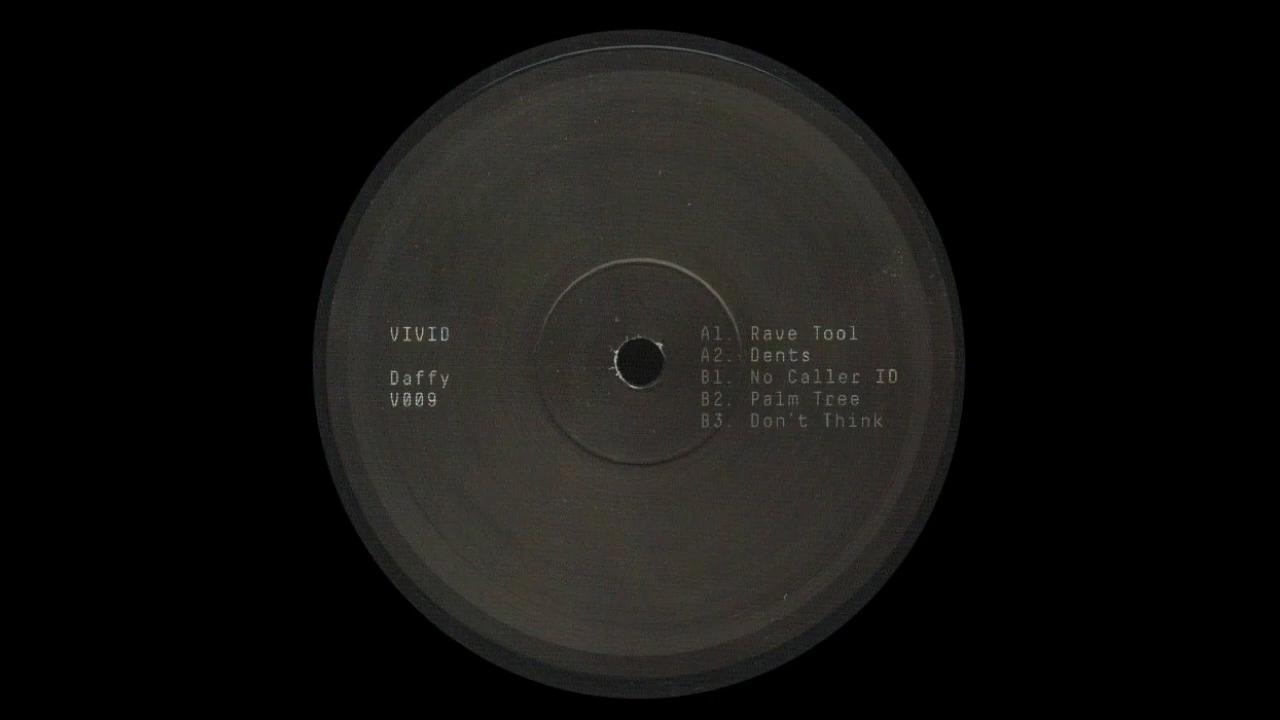 VIVID
Daffy
V009
A1. Rave Tool
A2. Dents
B1. No Caller ID
B2. Palm Tree
B3. Don't Think